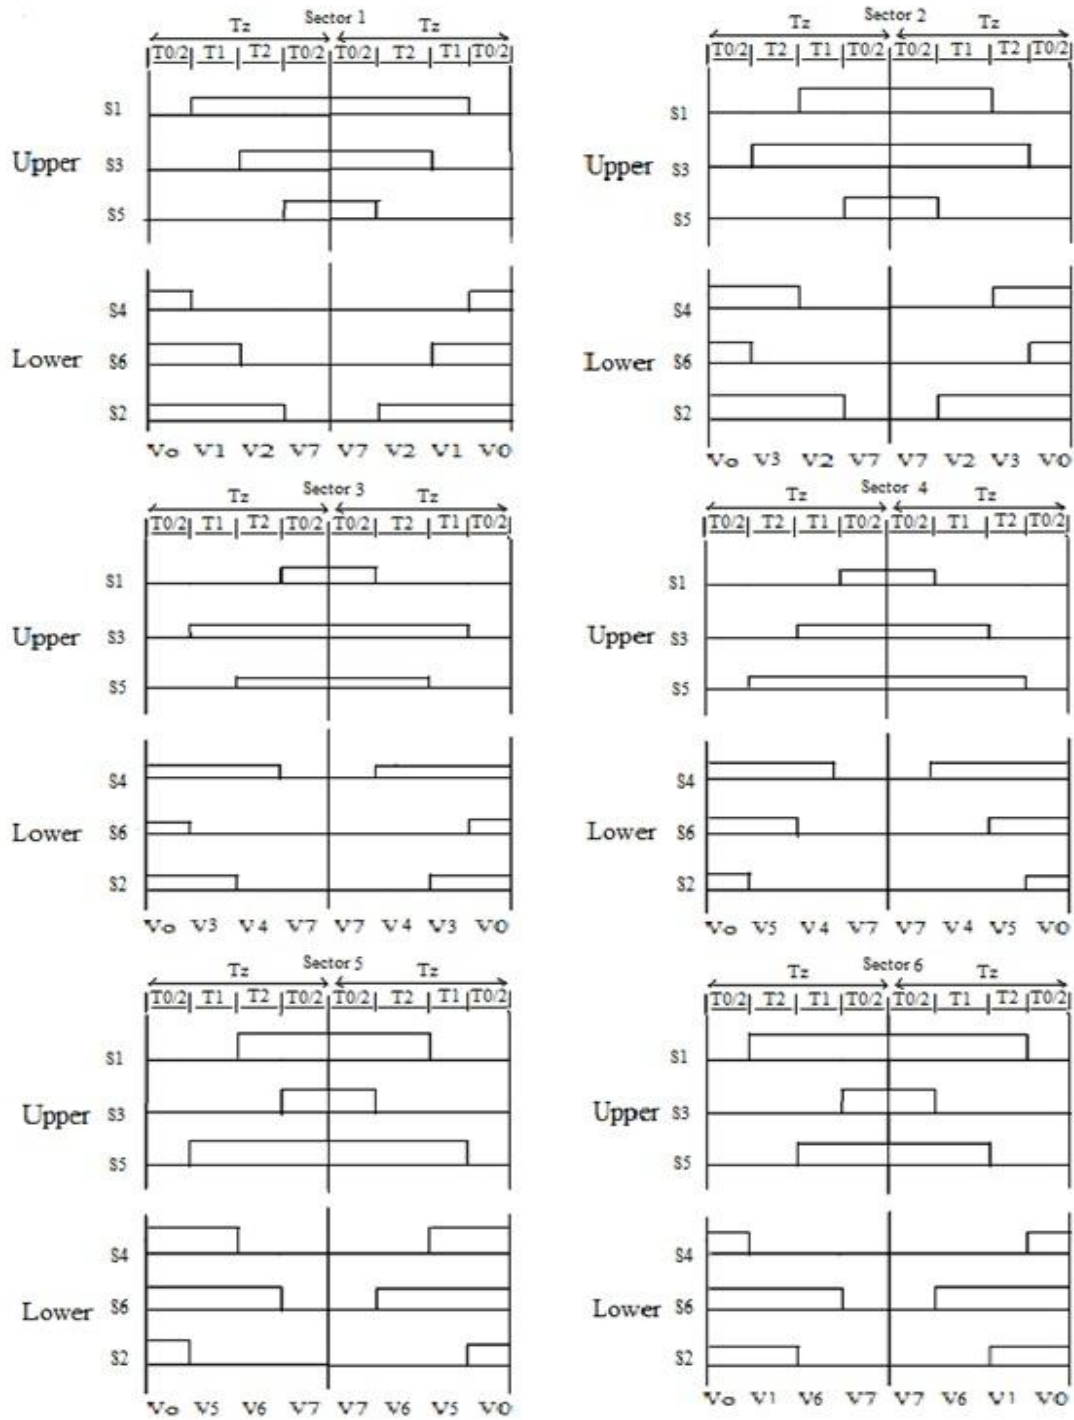 Sector 1
Tz Tz
T0/2 T1 T2 T0/2 T0/2 T2 T1 T0/2
S1
Upper S3
S5
S4
Lower S6
S2
Vo V1 V2 V7 V7 V2 V1 V0
Sector 2
Tz Tz
T0/2 T2 T1 T0/2 T0/2 T1 T2 T0/2
S1
Upper S3
S5
S4
Lower S6
S2
Vo V3 V2 V7 V7 V2 V3 V0
Sector 3
Tz Tz
T0/2 T1 T2 T0/2 T0/2 T2 T1 T0/2
S1
Upper S3
S5
S4
Lower S6
S2
Vo V3 V4 V7 V7 V4 V3 V0
Sector 4
Tz Tz
T0/2 T2 T1 T0/2 T0/2 T1 T2 T0/2
S1
Upper S3
S5
S4
Lower S6
S2
Vo V5 V4 V7 V7 V4 V5 V0
Sector 5
Tz Tz
T0/2 T1 T2 T0/2 T0/2 T2 T1 T0/2
S1
Upper S3
S5
S4
Lower S6
S2
Vo V5 V6 V7 V7 V6 V5 V0
Sector 6
Tz Tz
T0/2 T2 T1 T0/2 T0/2 T1 T2 T0/2
S1
Upper S3
S5
S4
Lower S6
S2
Vo V1 V6 V7 V7 V6 V1 V0